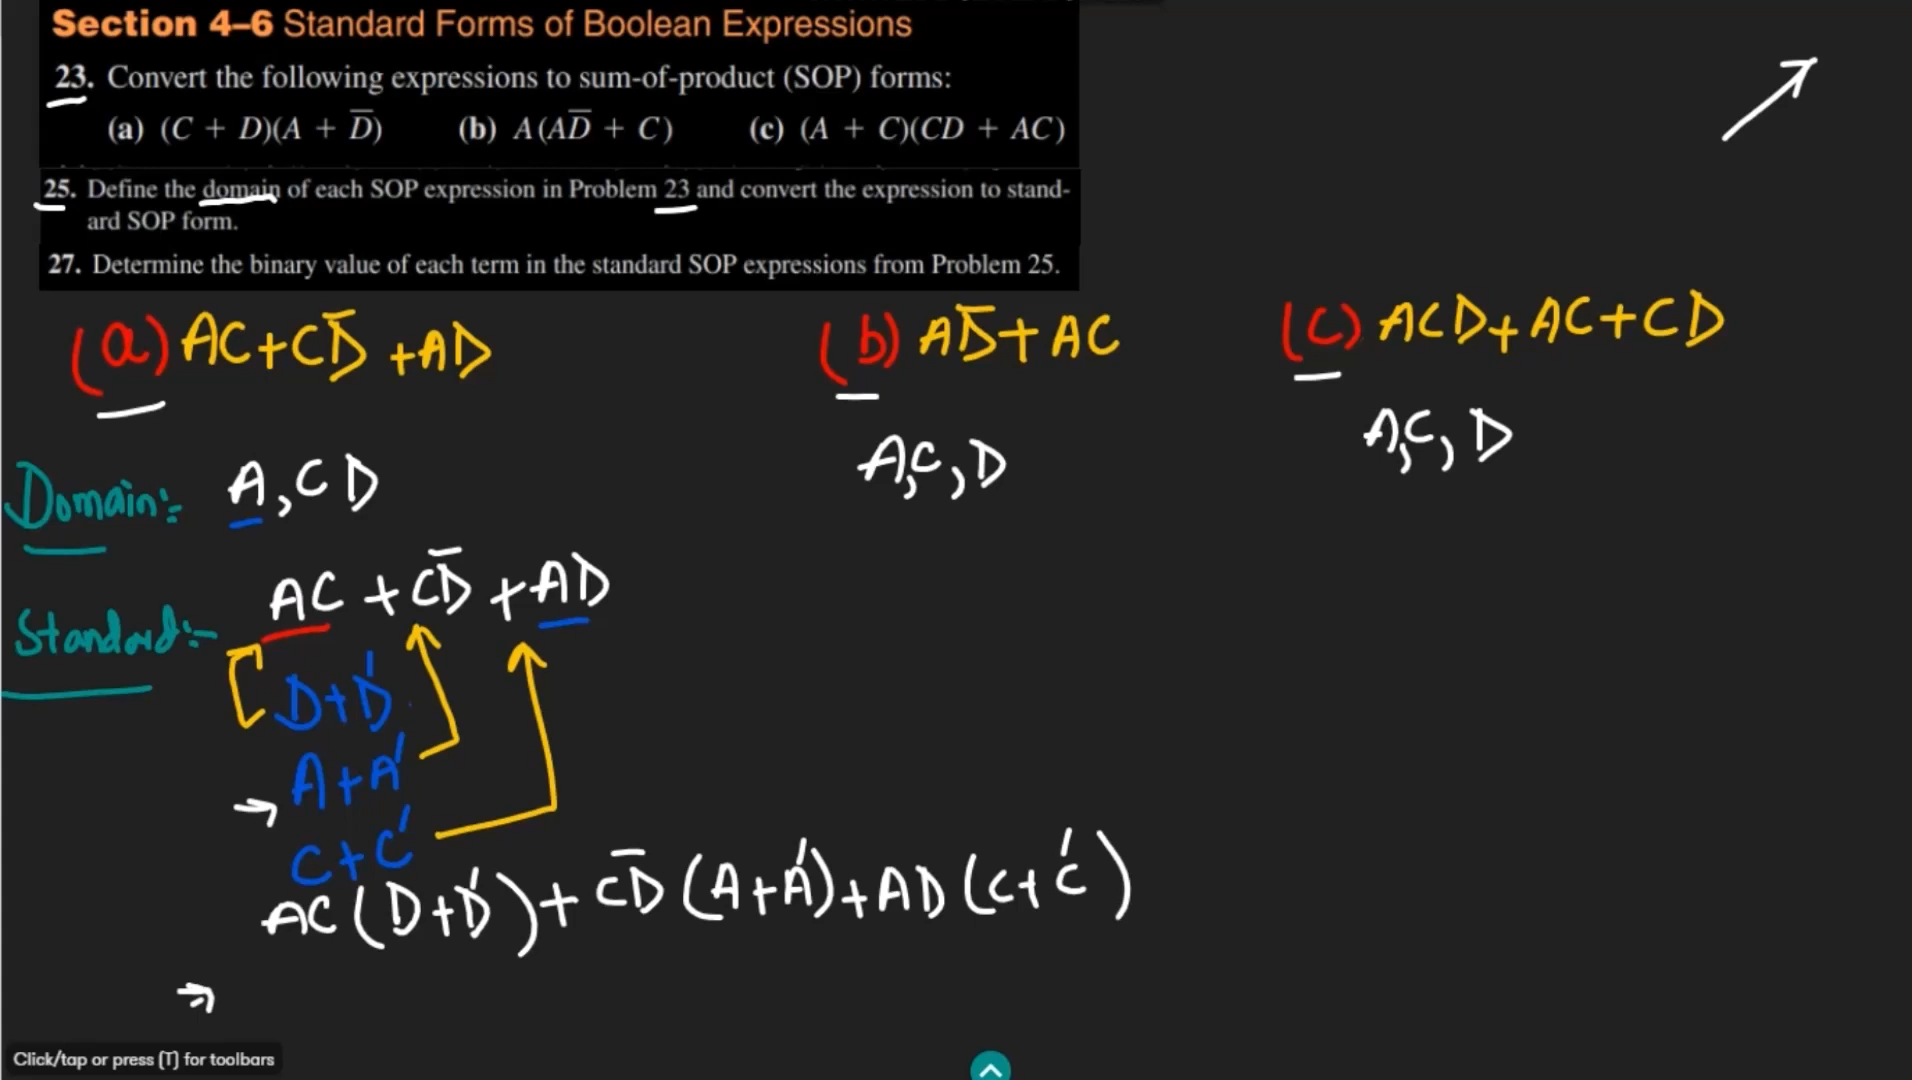 Section 4–6 Standard Forms of Boolean Expressions
23. Convert the following expressions to sum-of-product (SOP) forms:
(a) (C + D)(A + D̅) (b) A(AD̅ + C) (c) (A + C)(CD + AC)
25. Define the domain of each SOP expression in Problem 23 and convert the expression to stand-
ard SOP form.
27. Determine the binary value of each term in the standard SOP expressions from Problem 25.
(a) AC+CD̅+AD (b) AD̅+AC (c) ACD+AC+CD
Domain:- A,C D A,C,D A,C,D
Standard:- AC+CD̅+AD
D+D'
A+A'
C+C'
AC(D+D')+CD̅(A+A')+AD(C+C')
Click/tap or press (T) for toolbars